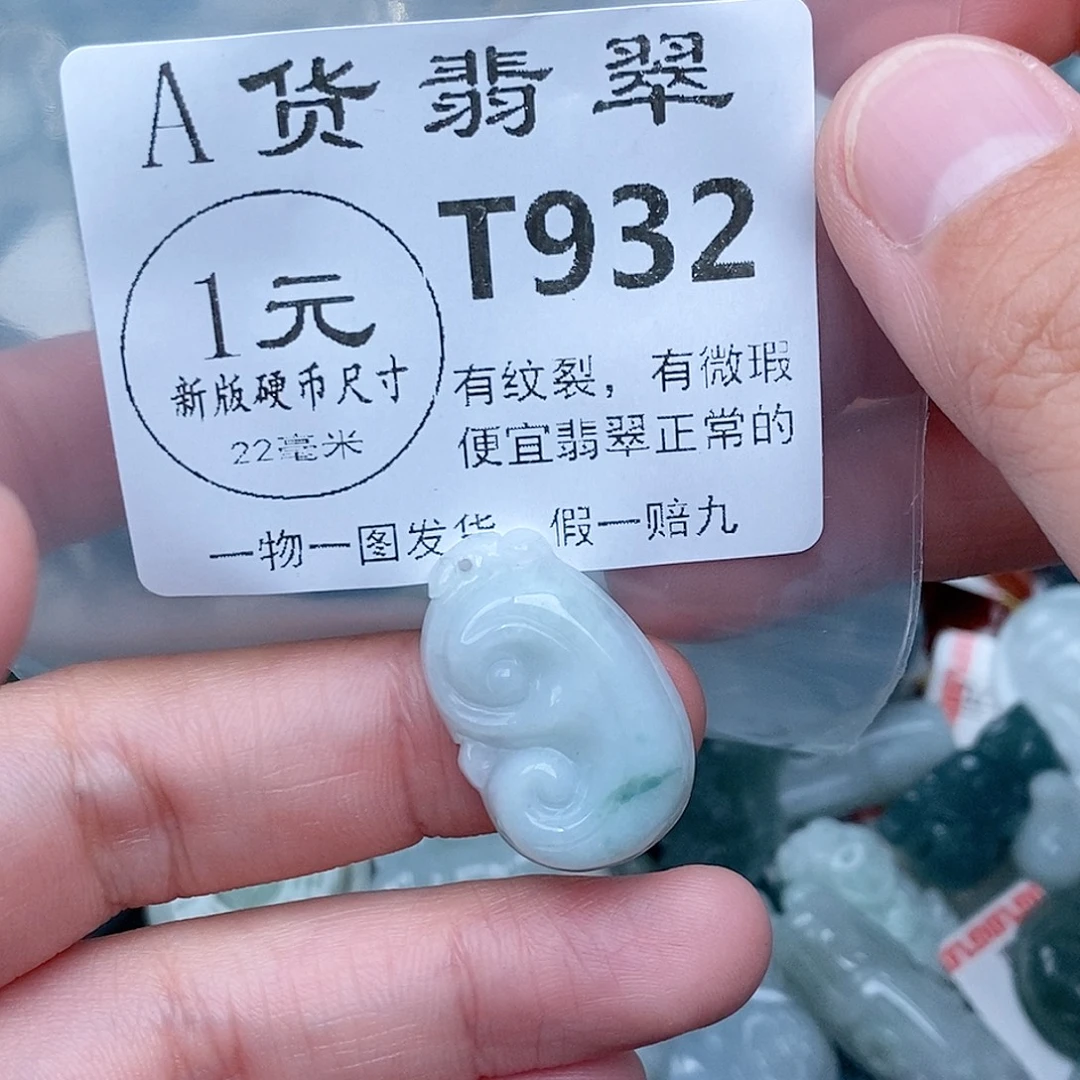 A货翡翠
T932
1元
新版硬币尺寸
22毫米
有纹裂，有微瑕
便宜翡翠正常的
一物一图发货 假一赔九